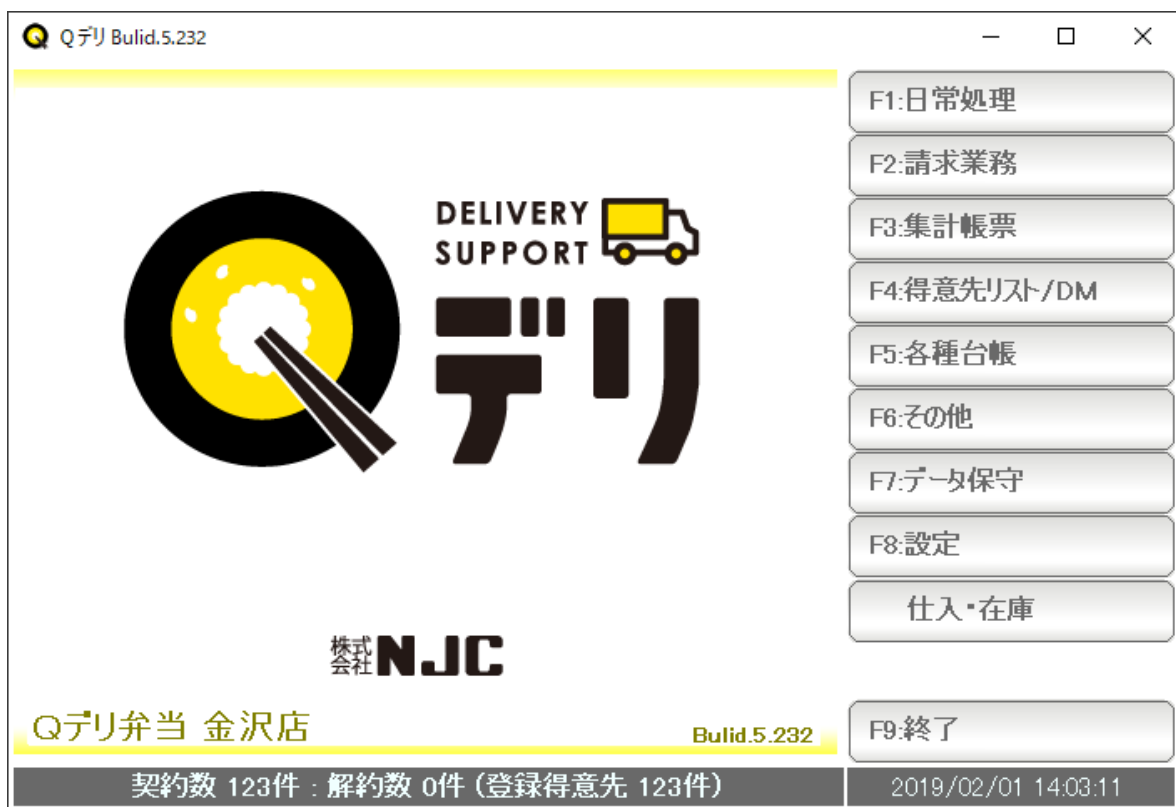 Qデリ Bulid.5.232
DELIVERY
SUPPORT
デリ
株式会社NJC
Qデリ弁当 金沢店
Bulid.5.232
契約数 123件 : 解約数 0件 (登録得意先 123件)
F1:日常処理
F2:請求業務
F3:集計帳票
F4:得意先リスト/DM
F5:各種台帳
F6:その他
F7:データ保守
F8:設定
仕入・在庫
F9:終了
2019/02/01 14:03:11